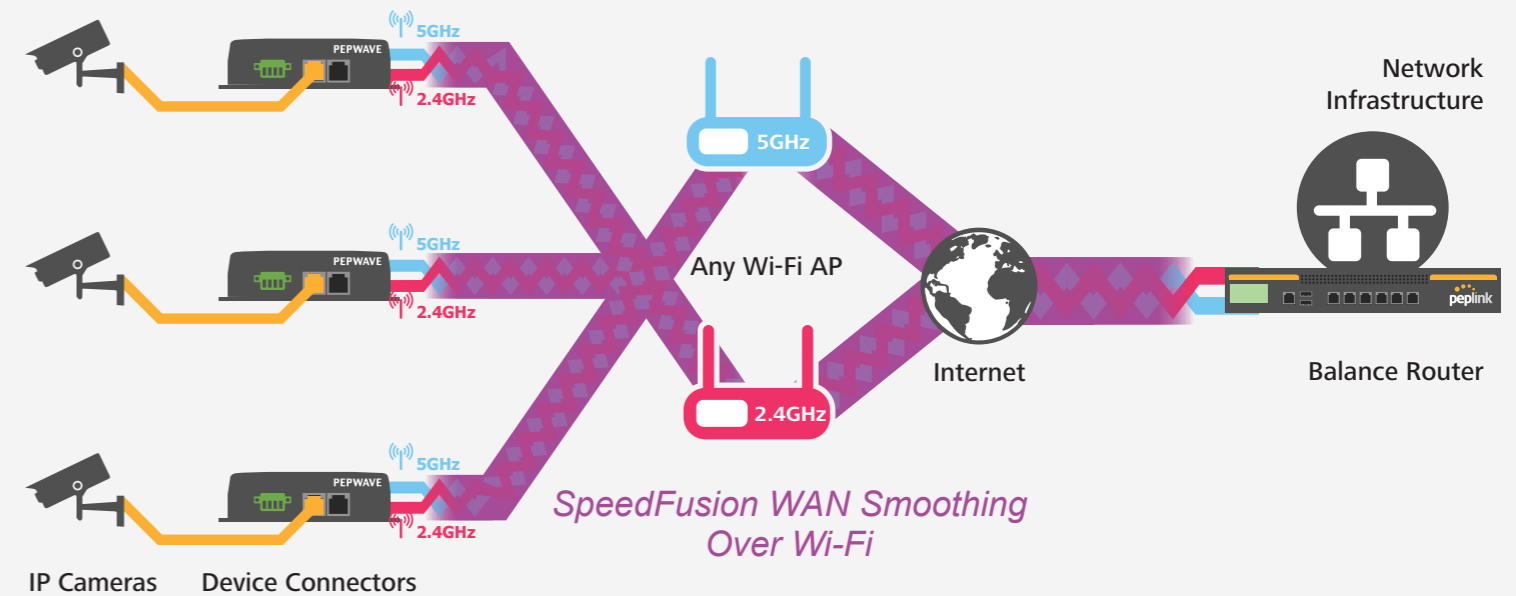 5GHz
PEPWAVE
2.4GHz
5GHz
PEPWAVE
2.4GHz
5GHz
PEPWAVE
2.4GHz
IP Cameras
Device Connectors
5GHz
Any Wi-Fi AP
2.4GHz
SpeedFusion WAN Smoothing
Over Wi-Fi
Internet
Network
Infrastructure
peplink
Balance Router